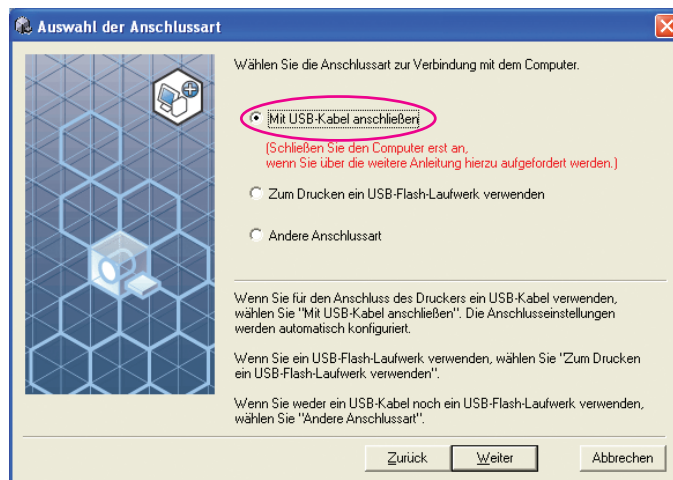 Auswahl der Anschlussart
Wählen Sie die Anschlussart zur Verbindung mit dem Computer.
Mit USB-Kabel anschließen
(Schließen Sie den Computer erst an,
wenn Sie über die weitere Anleitung hierzu aufgefordert werden.)
Zum Drucken ein USB-Flash-Laufwerk verwenden
Andere Anschlussart
Wenn Sie für den Anschluss des Druckers ein USB-Kabel verwenden,
wählen Sie "Mit USB-Kabel anschließen". Die Anschlusseinstellungen
werden automatisch konfiguriert.
Wenn Sie ein USB-Flash-Laufwerk verwenden, wählen Sie "Zum Drucken
ein USB-Flash-Laufwerk verwenden".
Wenn Sie weder ein USB-Kabel noch ein USB-Flash-Laufwerk verwenden,
wählen Sie "Andere Anschlussart".
Zurück Weiter Abbrechen